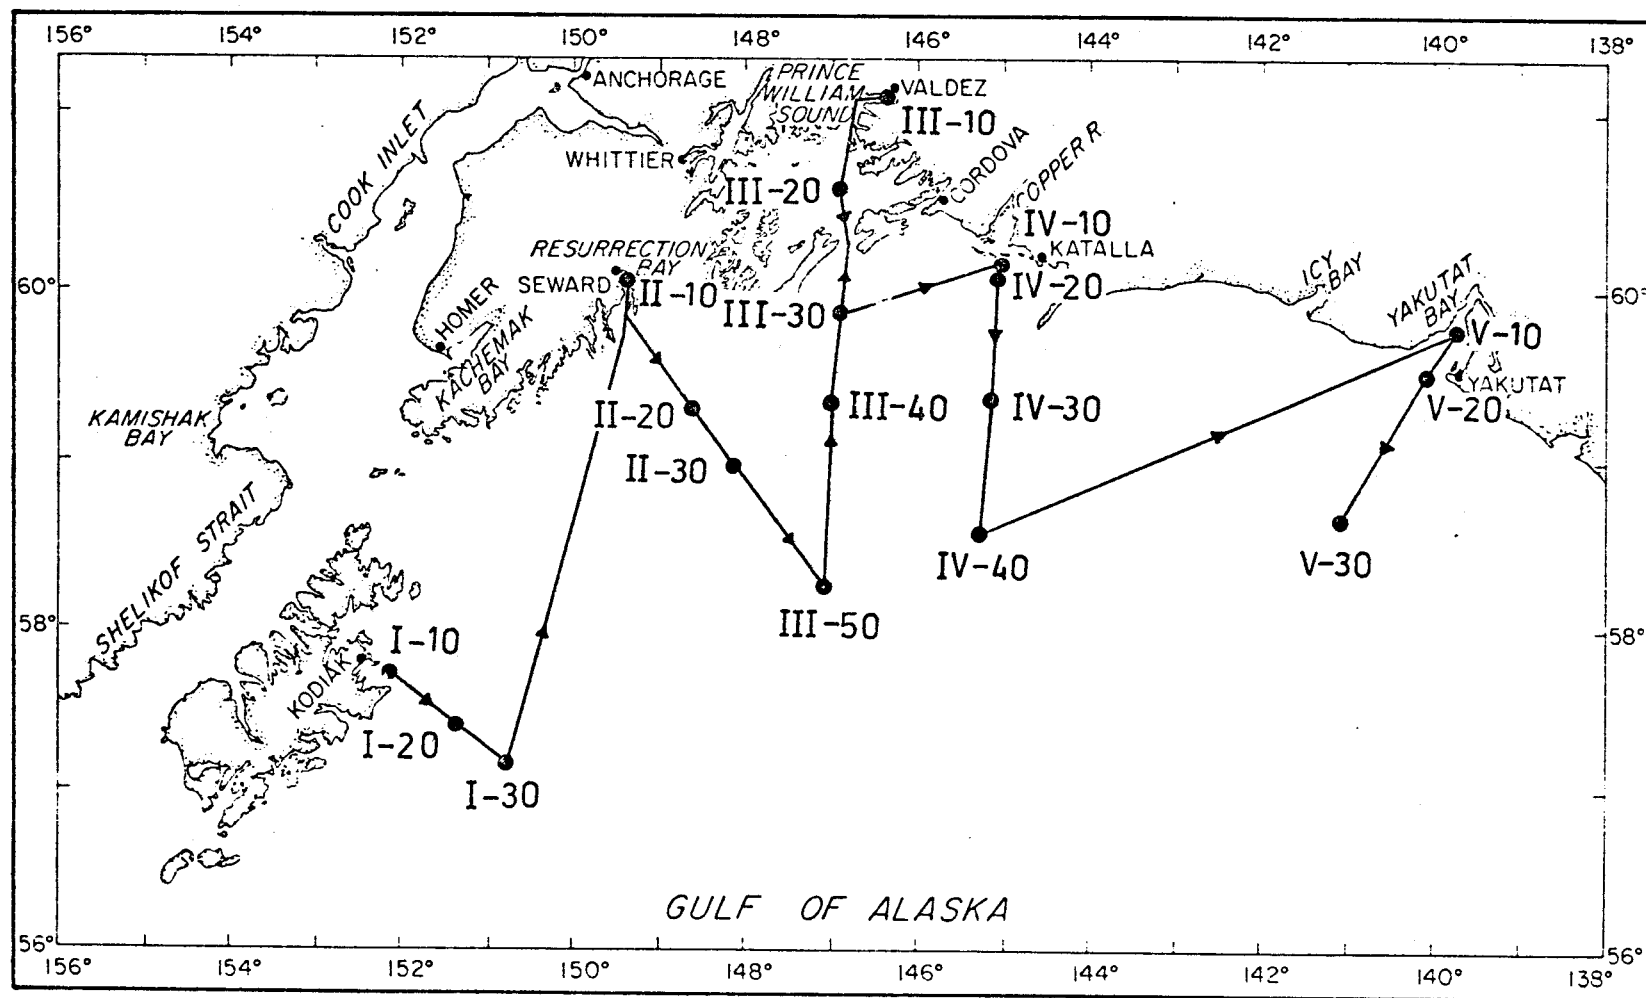 156° 154° 152° 150° 148° 146° 144° 142° 140° 138°
ANCHORAGE
PRINCE
WILLIAM
SOUND
VALDEZ
III-10
COOK INLET
WHITTIER
III-20
CORDOVA
COPPER R.
IV-10
KATALLA
RESURRECTION
BAY
SEWARD
II-10
60°
III-30
IV-20
ICY
BAY
YAKUTAT
BAY
60°
HOMER
KACHEMAK
BAY
V-10
YAKUTAT
V-20
KAMISHAK
BAY
II-20
III-40
IV-30
II-30
SHELIKOF STRAIT
IV-40
V-30
58°
III-50
58°
I-10
KODIAK
I-20
I-30
GULF OF ALASKA
56°
56°
156° 154° 152° 150° 148° 146° 144° 142° 140° 138°